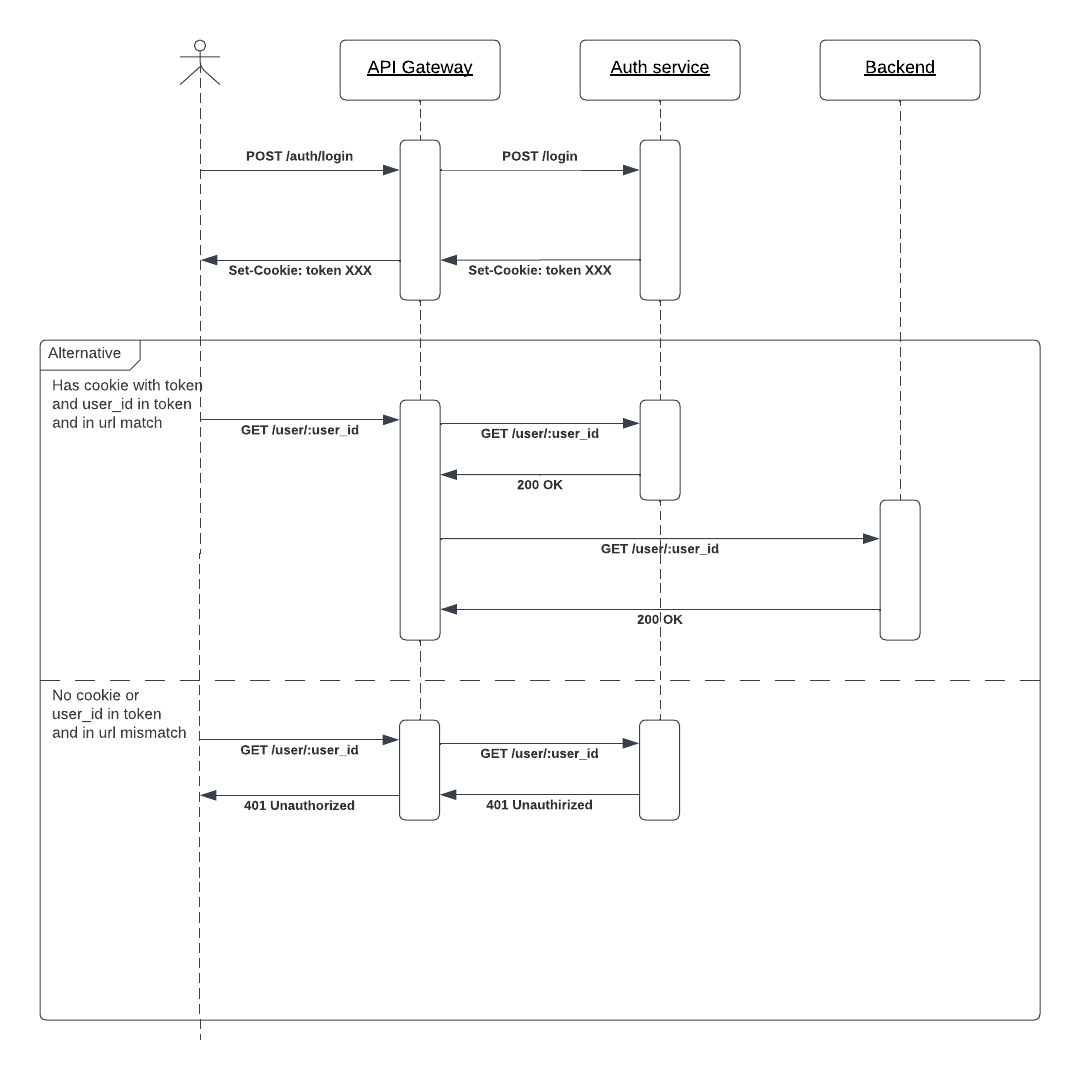 API Gateway
Auth service
Backend
POST /auth/login
POST /login
Set-Cookie: token XXX
Set-Cookie: token XXX
Alternative
Has cookie with token
and user_id in token
and in url match
GET /user/:user_id
GET /user/:user_id
200 OK
GET /user/:user_id
200 OK
No cookie or
user_id in token
and in url mismatch
GET /user/:user_id
GET /user/:user_id
401 Unauthorized
401 Unauthirized